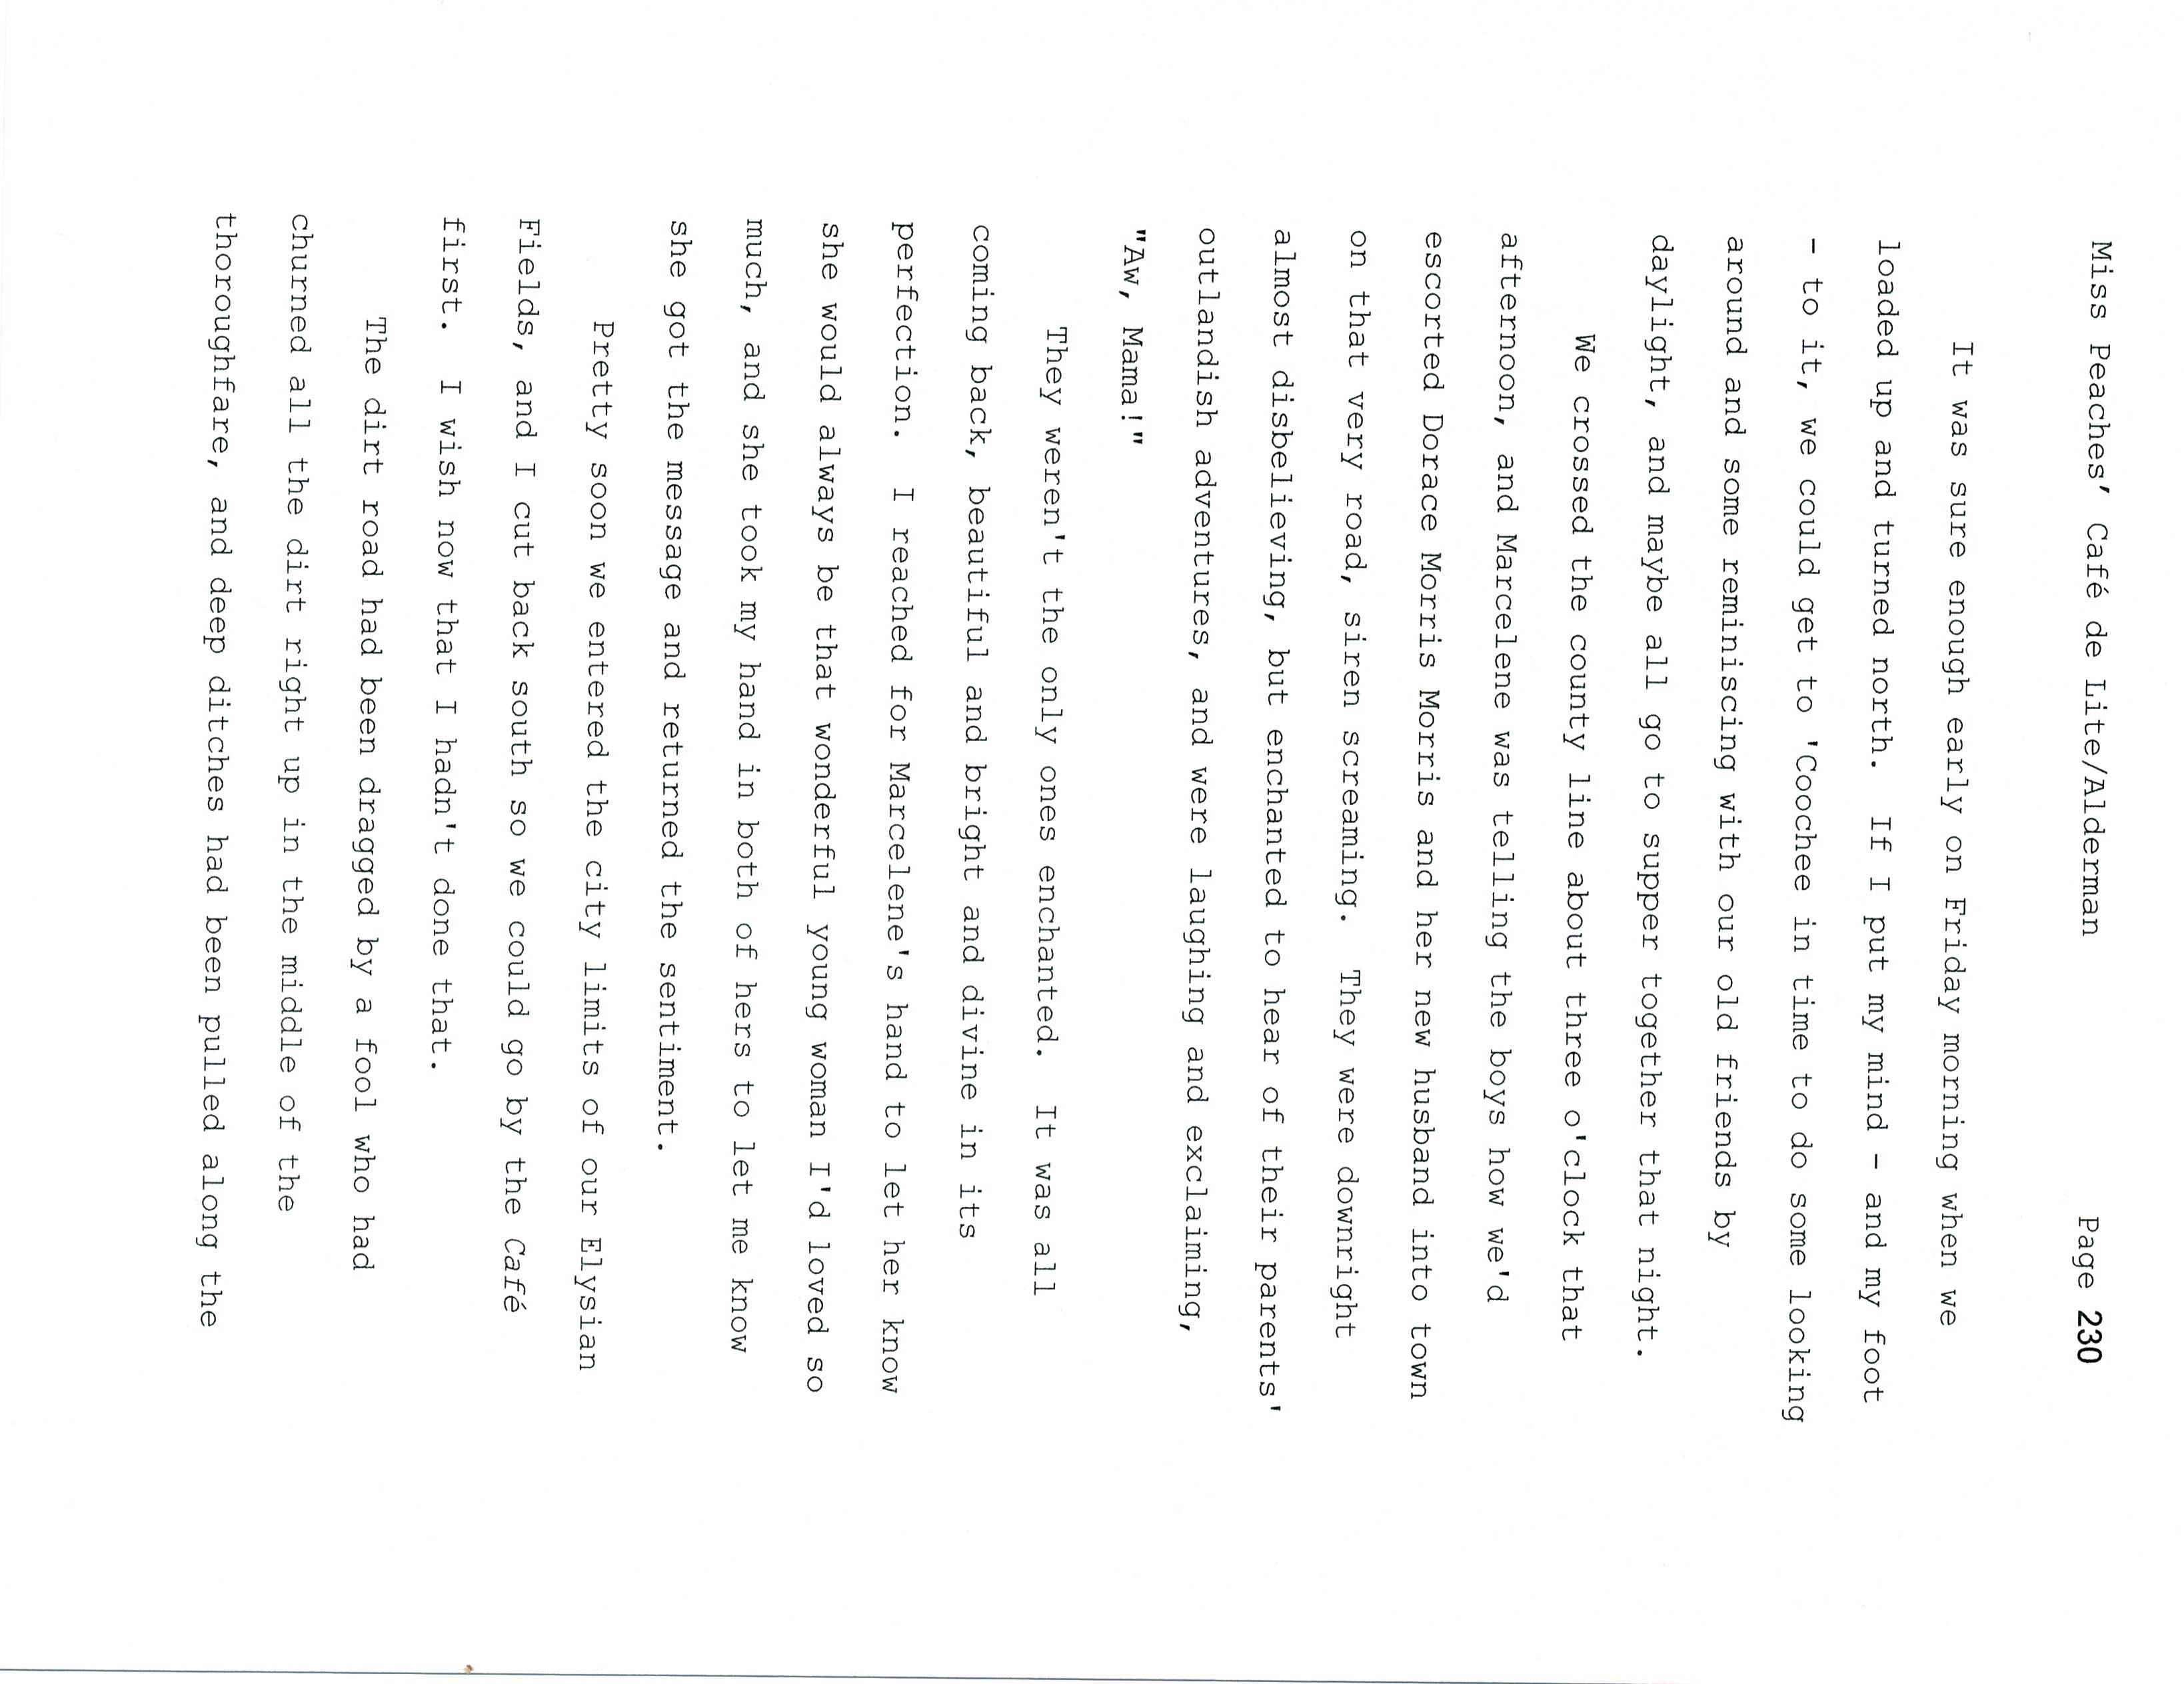 Miss Peaches’ Café de Lite/Alderman Page 230
It was sure enough early on Friday morning when we
loaded up and turned north.  If I put my mind – and my foot
– to it, we could get to 'Coochee in time to do some looking
around and some reminiscing with our old friends by
daylight, and maybe all go to supper together that night.
We crossed the county line about three o'clock that
afternoon, and Marcelene was telling the boys how we'd
escorted Dorace Morris Morris and her new husband into town
on that very road, siren screaming.  They were downright
almost disbelieving, but enchanted to hear of their parents'
outlandish adventures, and were laughing and exclaiming,
"Aw, Mama!"
They weren't the only ones enchanted.  It was all
coming back, beautiful and bright and divine in its
perfection.  I reached for Marcelene's hand to let her know
she would always be that wonderful young woman I'd loved so
much, and she took my hand in both of hers to let me know
she got the message and returned the sentiment.
Pretty soon we entered the city limits of our Elysian
Fields, and I cut back south so we could go by the Café
first.  I wish now that I hadn't done that.
The dirt road had been dragged by a fool who had
churned all the dirt right up in the middle of the
thoroughfare, and deep ditches had been pulled along the